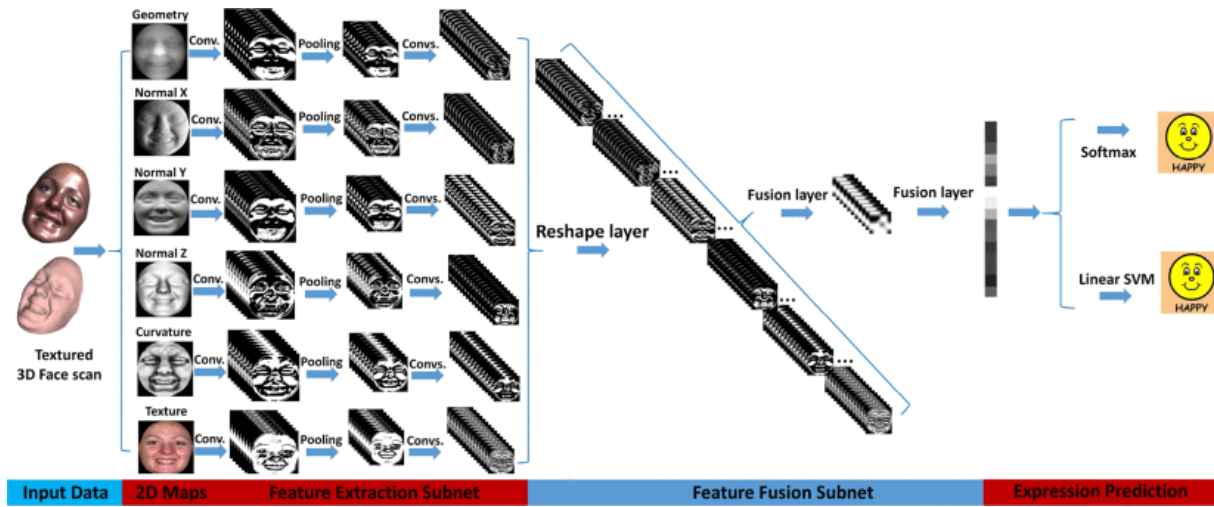 Geometry
Conv.
Pooling
Convs.
Normal X
Conv.
Pooling
Convs.
Normal Y
Conv.
Pooling
Convs.
Normal Z
Conv.
Pooling
Convs.
Curvature
Conv.
Pooling
Convs.
Texture
Conv.
Pooling
Convs.
Textured
3D Face scan
Reshape layer
...
...
...
...
...
...
Fusion layer
Fusion layer
Softmax
HAPPY
Linear SVM
HAPPY
Input Data
2D Maps
Feature Extraction Subnet
Feature Fusion Subnet
Expression Prediction